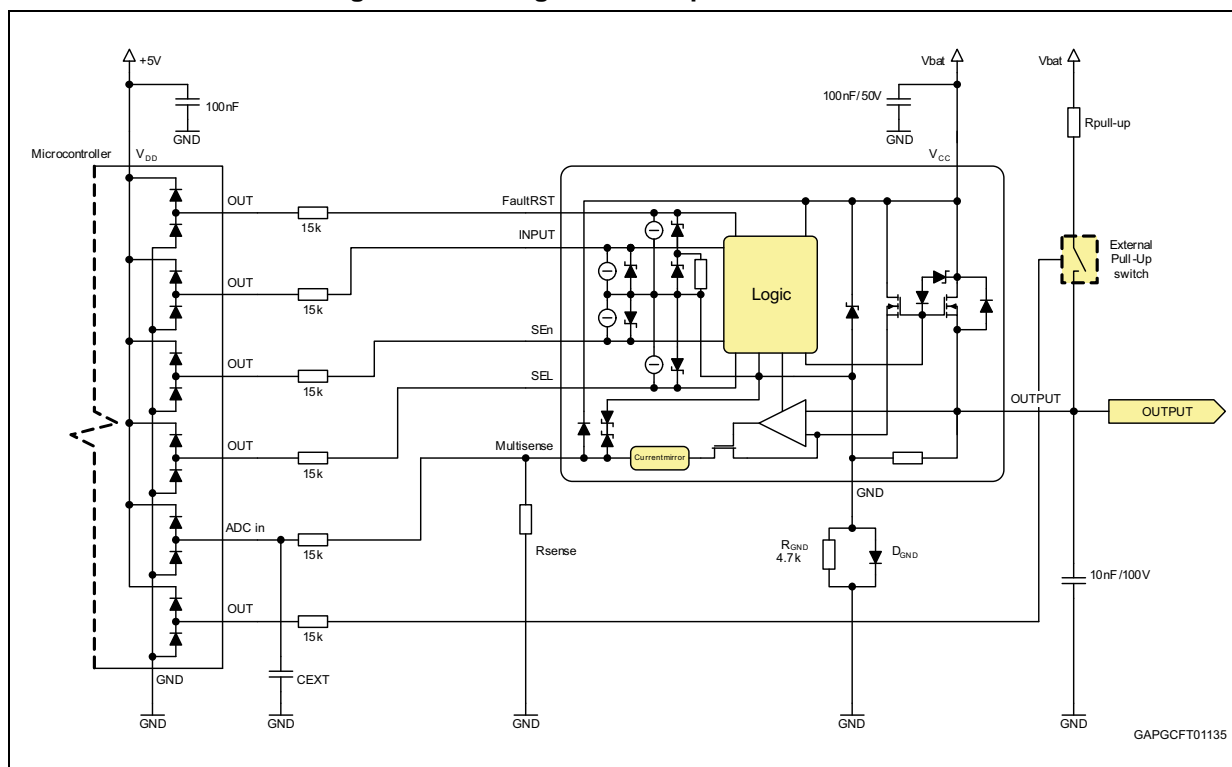 +5V
Vbat
Vbat
100nF
100nF/50V
GND
GND
Rpull-up
Microcontroller
VDD
VCC
OUT
15k
FaultRST
INPUT
OUT
15k
Logic
External
Pull-Up
switch
SEn
OUT
15k
SEL
OUTPUT
OUTPUT
OUT
15k
Multisense
Currentmirror
GND
ADC in
15k
Rsense
RGND
4.7k
DGND
10nF/100V
OUT
15k
GND
CEXT
GND
GND
GND
GND
GND
GAPGCFT01135